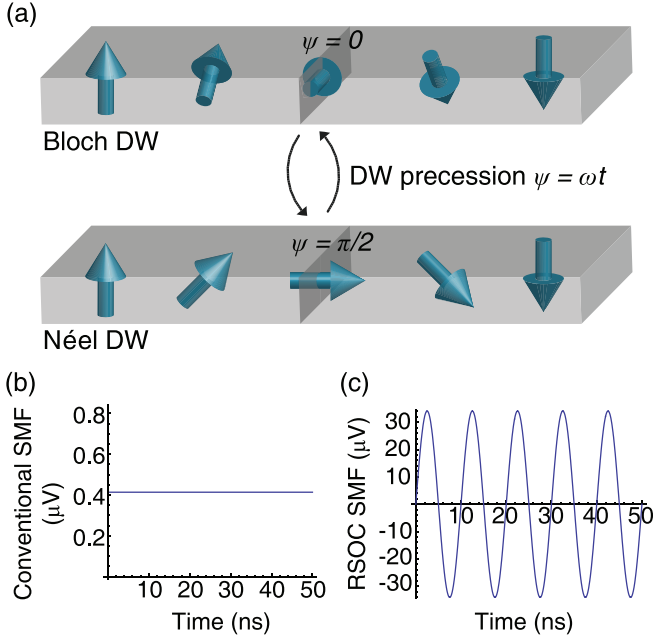 (a)
ψ = 0
Bloch DW
DW precession ψ = ωt
ψ = π/2
Néel DW
(b)
(c)
Conventional SMF
(μV)
0.8
0.6
0.4
0.2
10 20 30 40 50
Time (ns)
RSOC SMF (μV)
30
20
10
-10
-20
-30
10 20 30 40 50
Time (ns)